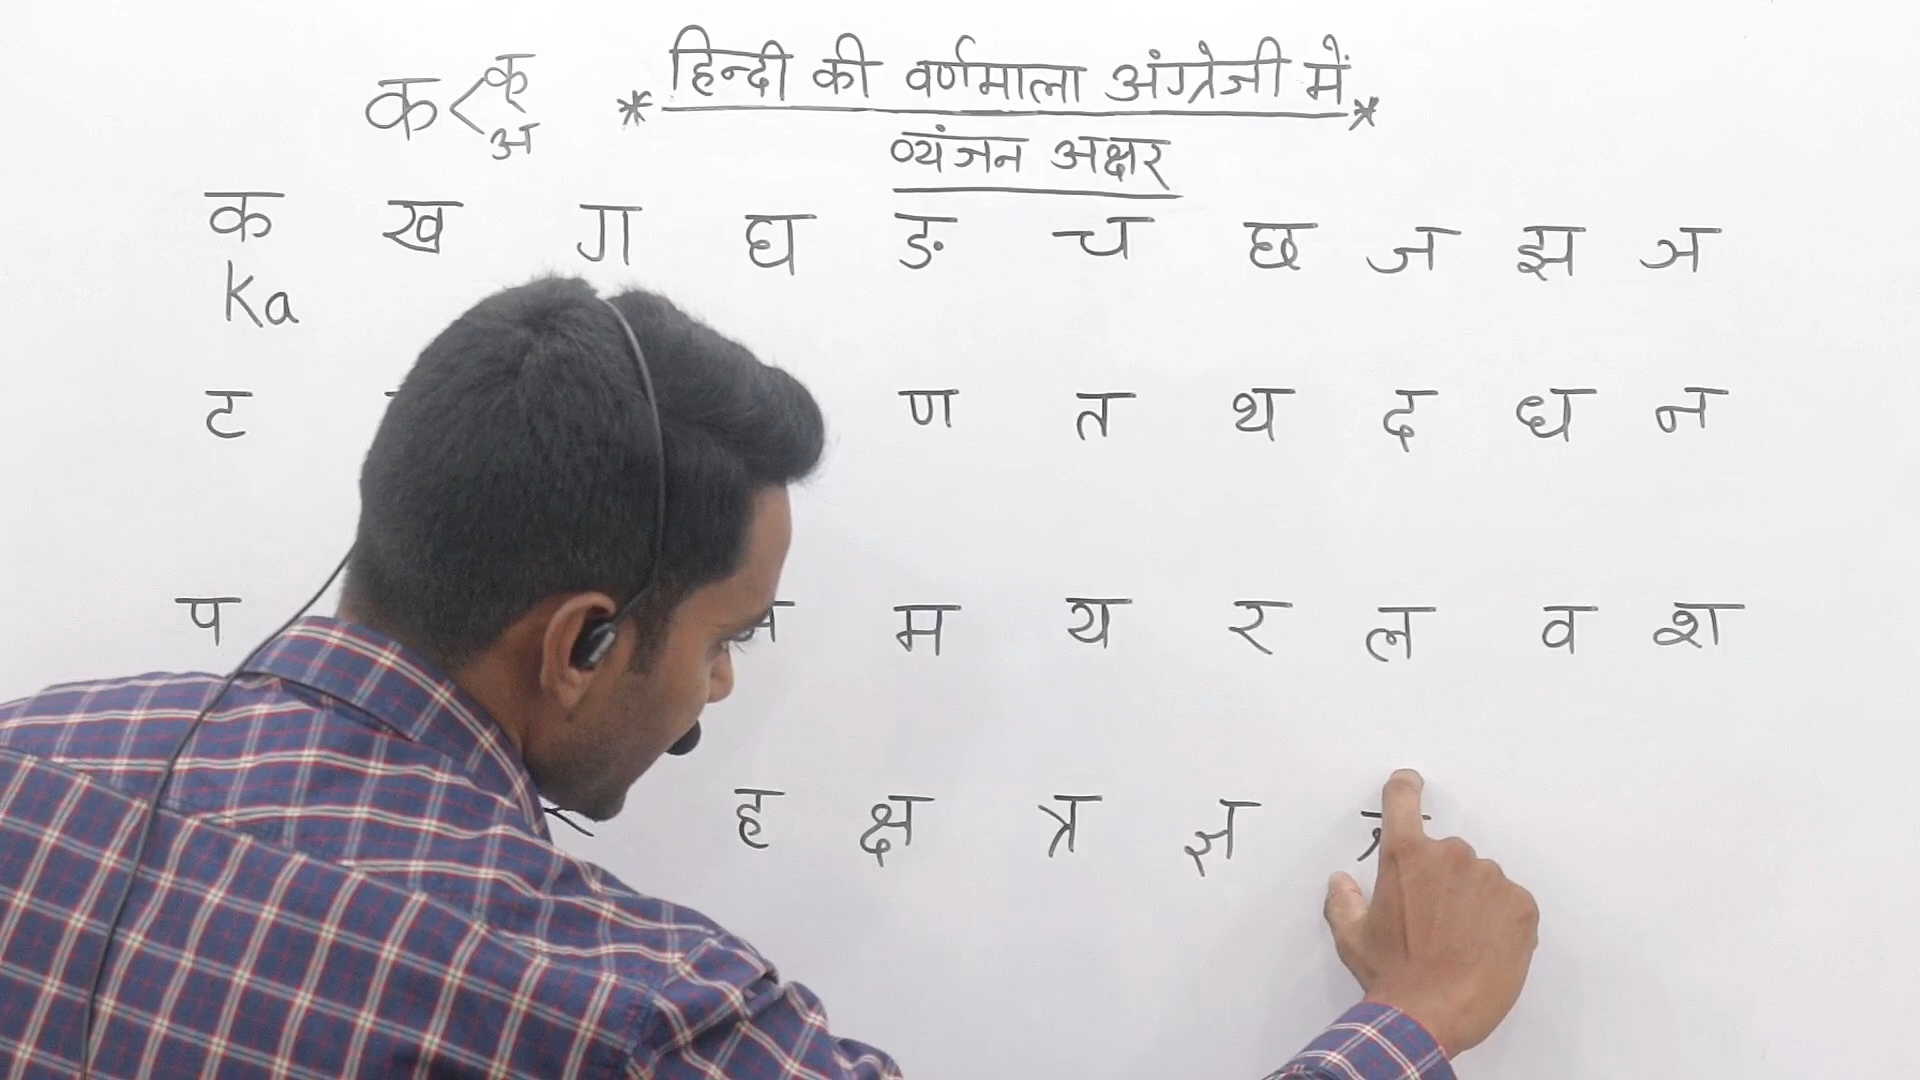 हिन्दी की वर्णमाला अंग्रेजी में
क < क् अ
व्यंजन अक्षर
क ख ग घ ङ च छ ज झ ञ
Ka
ट ण त थ द ध न
प म य र ल व श
ह क्ष त्र ज्ञ